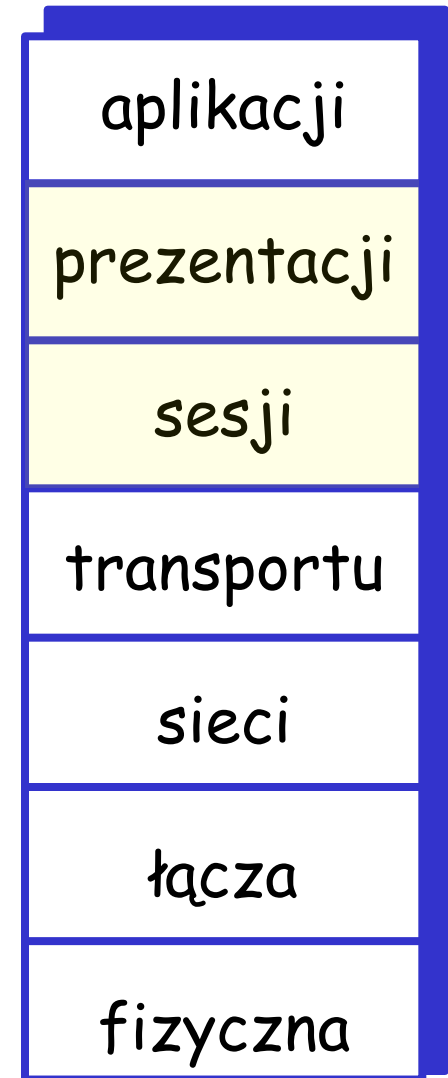 aplikacji
prezentacji
sesji
transportu
sieci
łącza
fizyczna